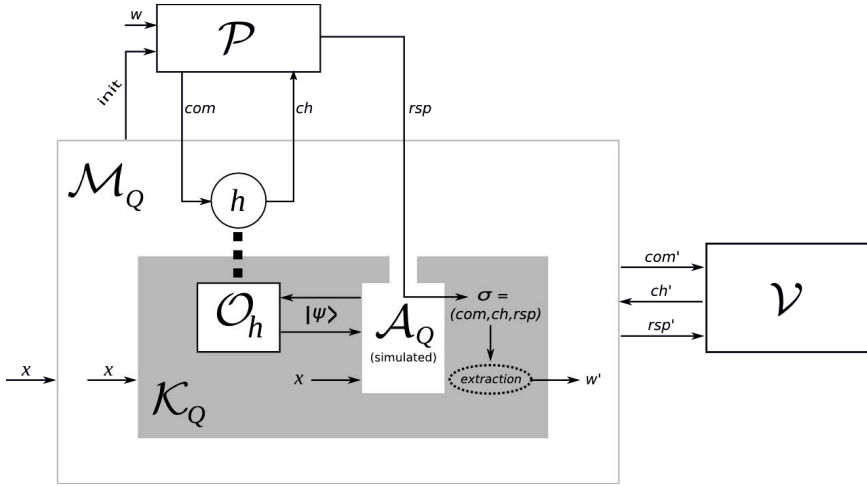 w
𝒫
init
com
ch
rsp
ℳ_Q
h
com'
σ =
𝒪_h
|Ψ⟩
𝒜_Q
(com,ch,rsp)
ch'
𝒱
(simulated)
rsp'
x
x
x
extraction
w'
𝒦_Q